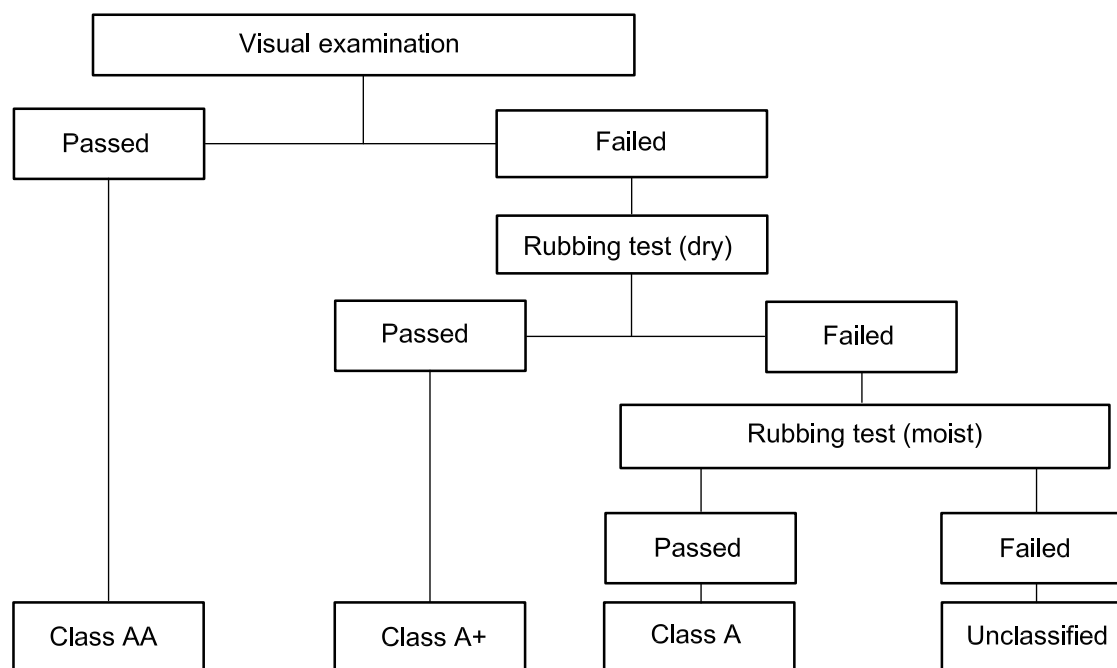 Visual examination
Passed
Failed
Rubbing test (dry)
Passed
Failed
Rubbing test (moist)
Passed
Failed
Class AA
Class A+
Class A
Unclassified